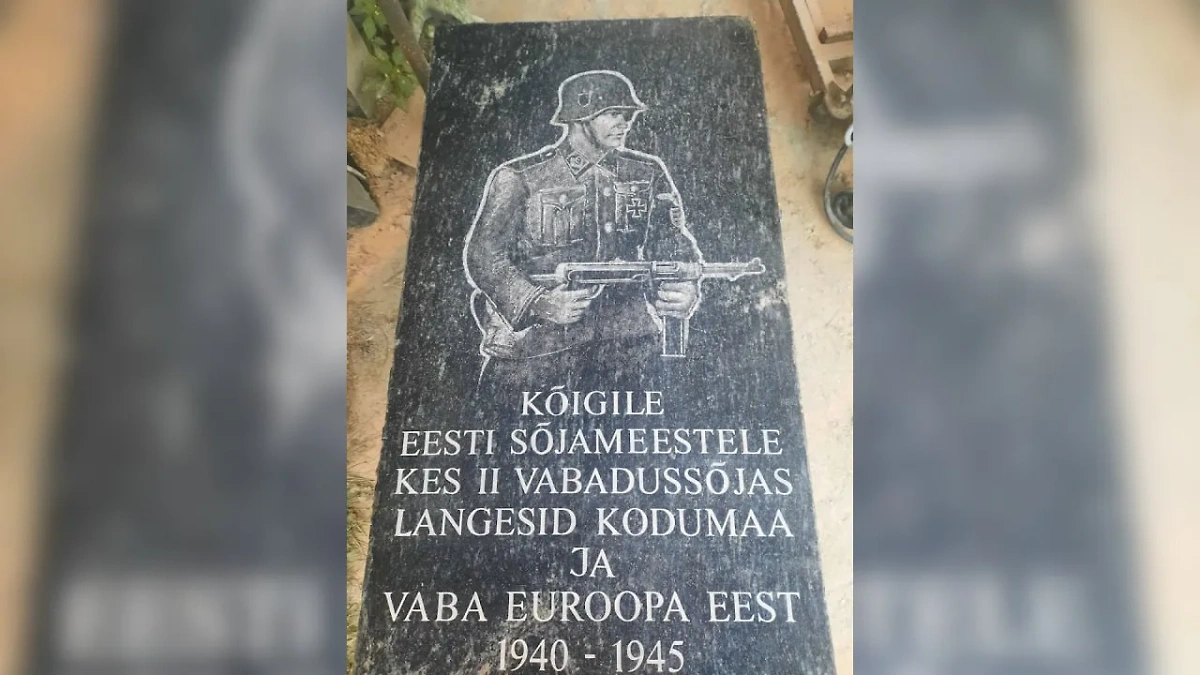 KÕIGILE
EESTI SÕJAMEESTELE
KES II VABADUSSÕJAS
LANGESID KODUMAA
JA
VABA EUROOPA EEST
1940 - 1945